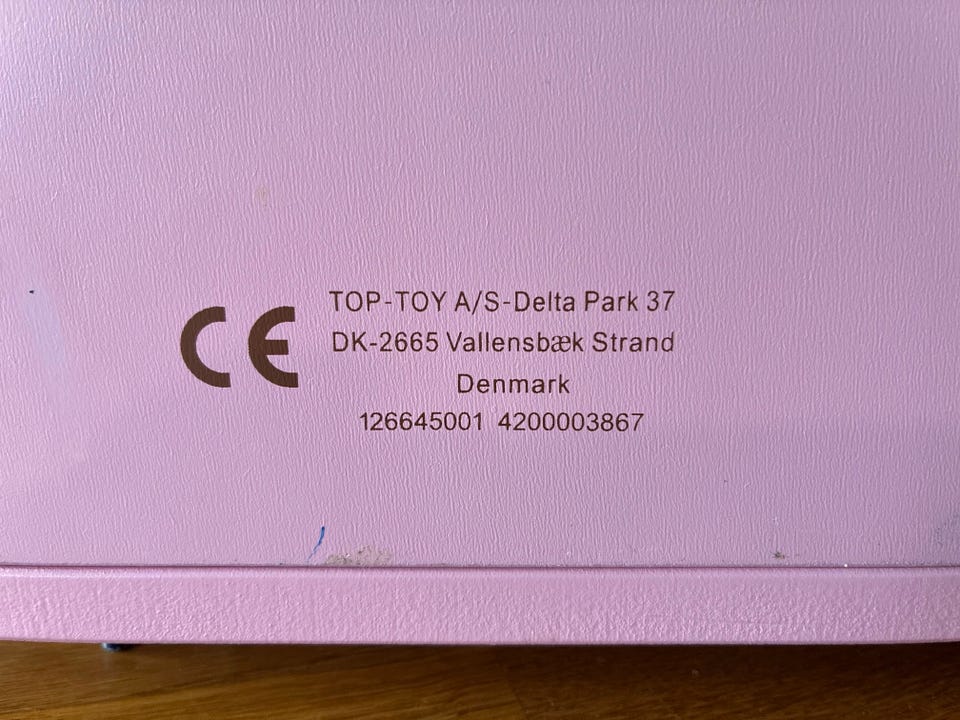 CE
TOP-TOY A/S-Delta Park 37
DK-2665 Vallensbæk Strand
Denmark
126645001 4200003867